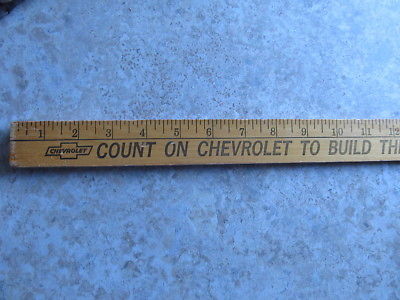 1 2 3 4 5 6 7 8 9 10 11 12
CHEVROLET COUNT ON CHEVROLET TO BUILD TH